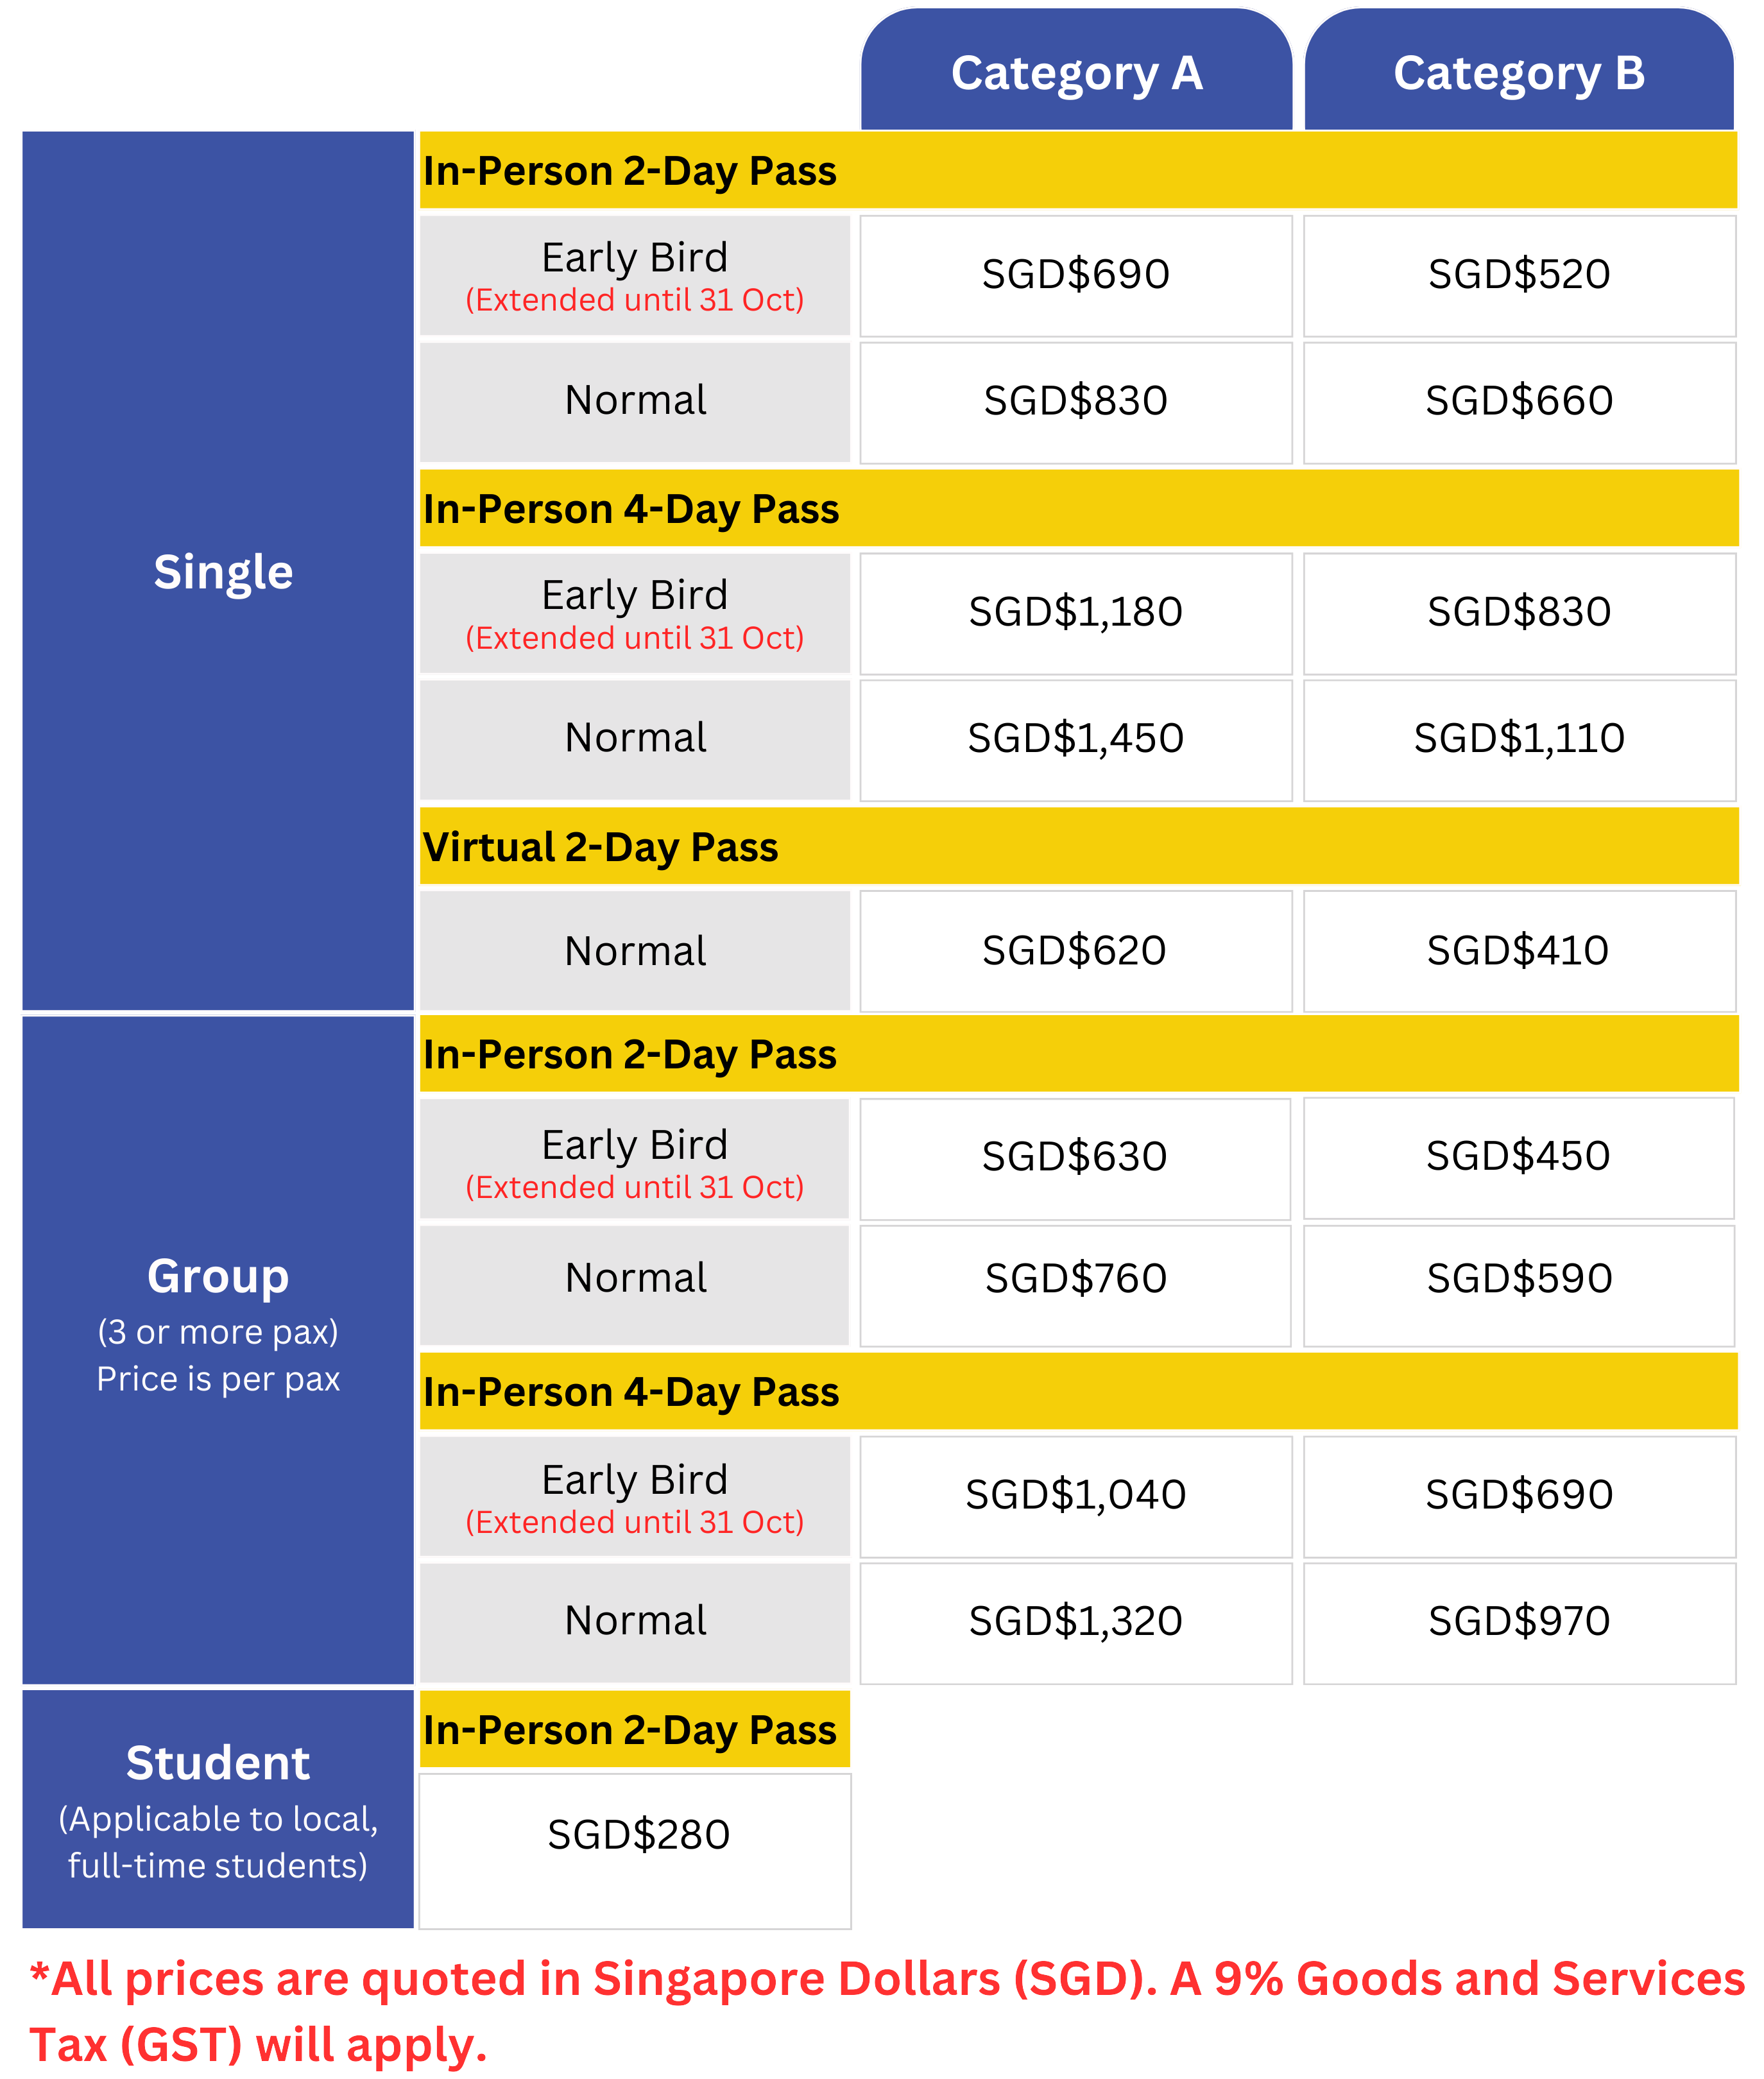 Category A Category B
Single
In-Person 2-Day Pass
Early Bird
(Extended until 31 Oct)
SGD$690 SGD$520
Normal SGD$830 SGD$660
In-Person 4-Day Pass
Early Bird
(Extended until 31 Oct)
SGD$1,180 SGD$830
Normal SGD$1,450 SGD$1,110
Virtual 2-Day Pass
Normal SGD$620 SGD$410
Group
(3 or more pax)
Price is per pax
In-Person 2-Day Pass
Early Bird
(Extended until 31 Oct)
SGD$630 SGD$450
Normal SGD$760 SGD$590
In-Person 4-Day Pass
Early Bird
(Extended until 31 Oct)
SGD$1,040 SGD$690
Normal SGD$1,320 SGD$970
Student
(Applicable to local,
full-time students)
In-Person 2-Day Pass
SGD$280
*All prices are quoted in Singapore Dollars (SGD). A 9% Goods and Services
Tax (GST) will apply.